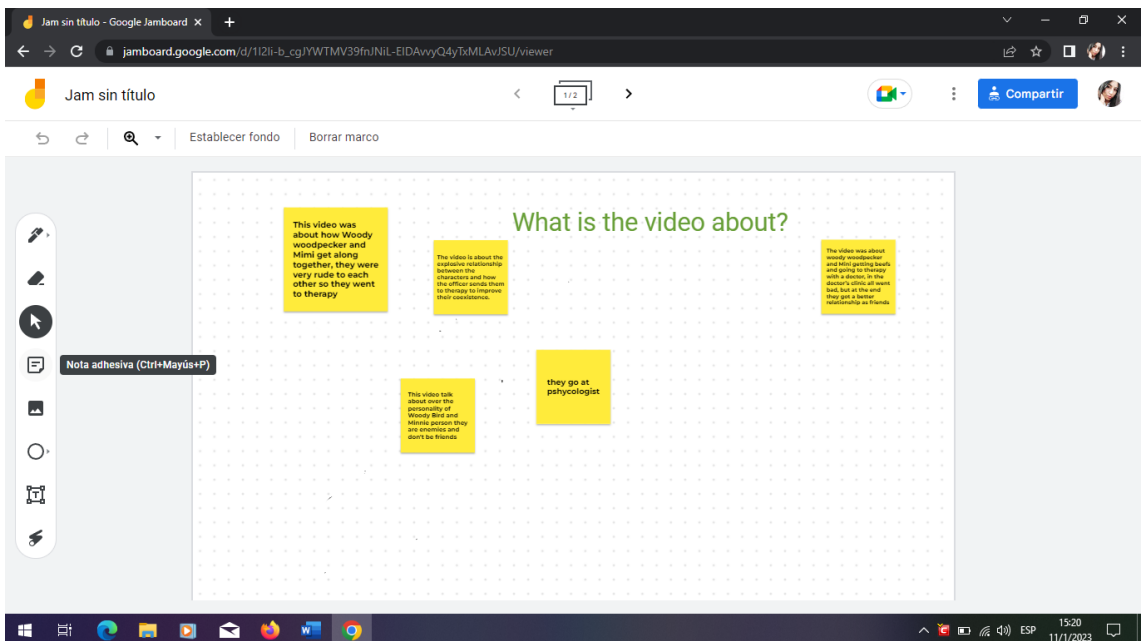 Jam sin título - Google Jamboard
jamboard.google.com/d/1I2Ii-b_cgJYWTMV39fnJNiL-EIDAvvyQ4yTxMLAvJSU/viewer
Jam sin título
1/2
Compartir
Establecer fondo
Borrar marco
What is the video about?
This video was
about how Woody
woodpecker and
Mimi get along
together, they were
very rude to each
other so they went
to therapy
The video is about the
explosive relationship
between the
characters and how
the officer sends them
to therapy to improve
their coexistence.
The video was about
woody woodpecker
and Mimi getting beefs
and going to therapy
with a doctor, in the
doctor's clinic all went
bad, but at the end
they got a better
relationship as friends
Nota adhesiva (Ctrl+Mayús+P)
they go at
pshycologist
This video talk
about over the
personality of
Woody Bird and
Minnie person they
are enemies and
don't be friends
ESP
15:20
11/1/2023